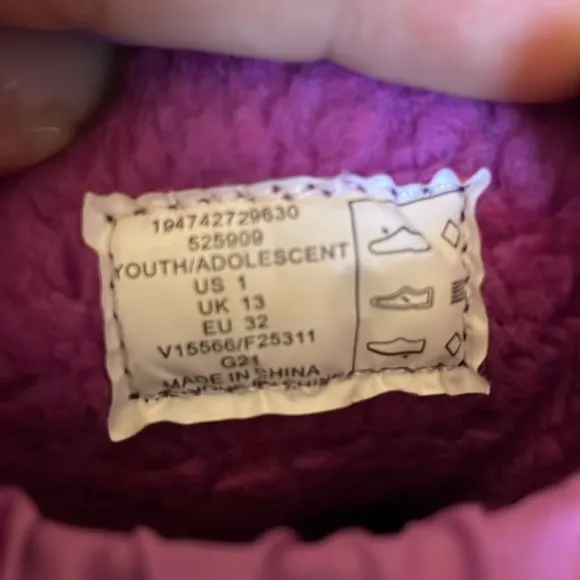 194742729630
525909
YOUTH/ADOLESCENT
US 1
UK 13
EU 32
V15566/F25311
G21
MADE IN CHINA